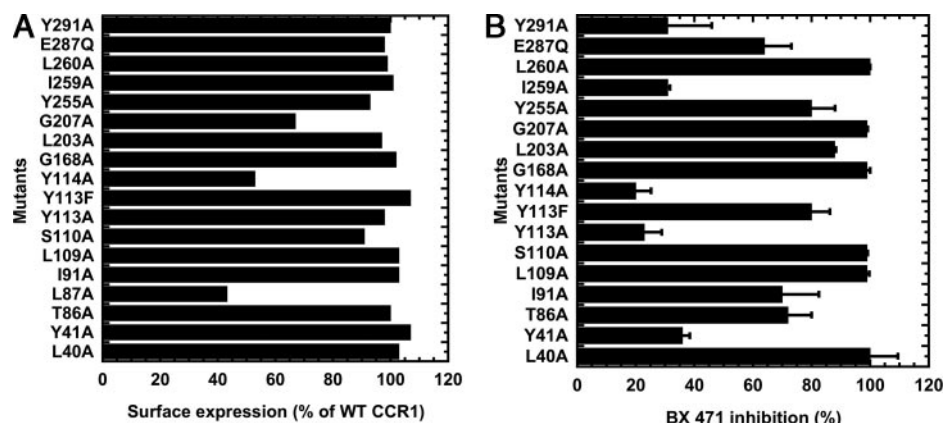 A
Mutants
Y291A
E287Q
L260A
I259A
Y255A
G207A
L203A
G168A
Y114A
Y113F
Y113A
S110A
L109A
I91A
L87A
T86A
Y41A
L40A
0 20 40 60 80 100 120
Surface expression (% of WT CCR1)
B
Mutants
Y291A
E287Q
L260A
I259A
Y255A
G207A
L203A
G168A
Y114A
Y113F
Y113A
S110A
L109A
I91A
T86A
Y41A
L40A
0 20 40 60 80 100 120
BX 471 inhibition (%)